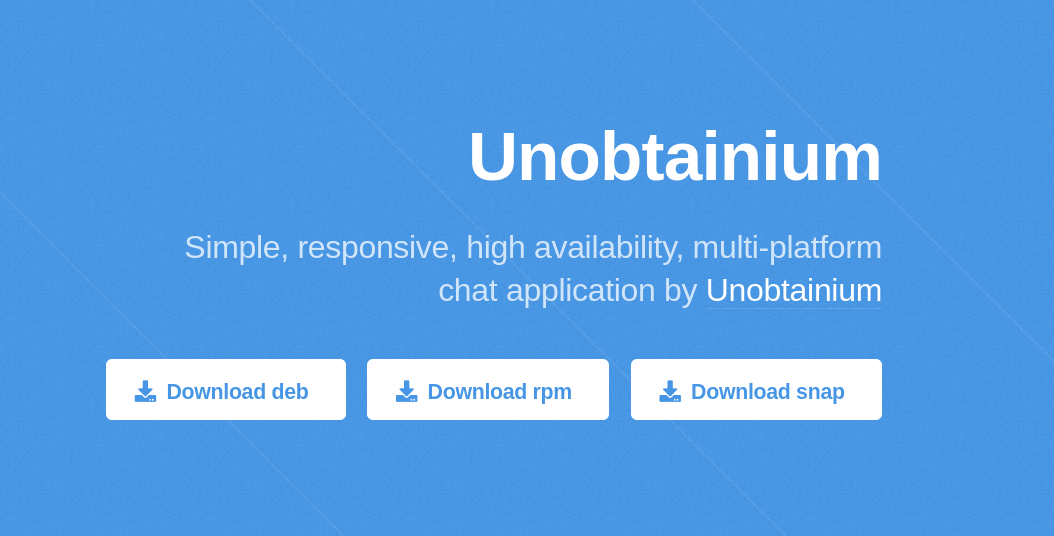 Unobtainium
Simple, responsive, high availability, multi-platform
chat application by Unobtainium
Download deb
Download rpm
Download snap